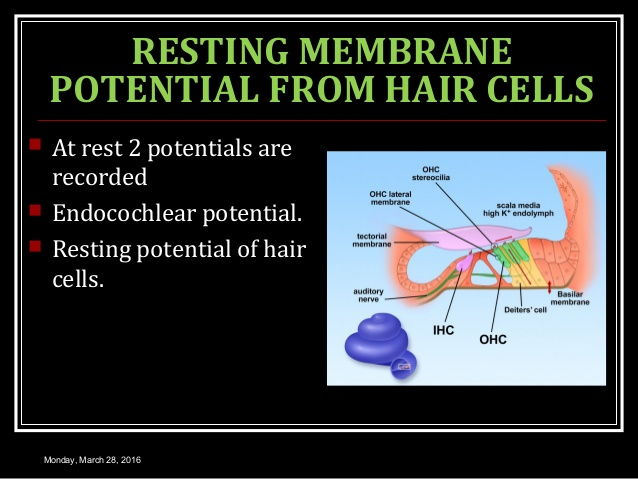 RESTING MEMBRANE
POTENTIAL FROM HAIR CELLS
At rest 2 potentials are
recorded
Endocochlear potential.
Resting potential of hair
cells.
OHC
stereocilia
OHC lateral
membrane
scala media
high K+ endolymph
tectorial
membrane
auditory
nerve
IHC
OHC
Deiters' cell
Basilar
membrane
Monday, March 28, 2016